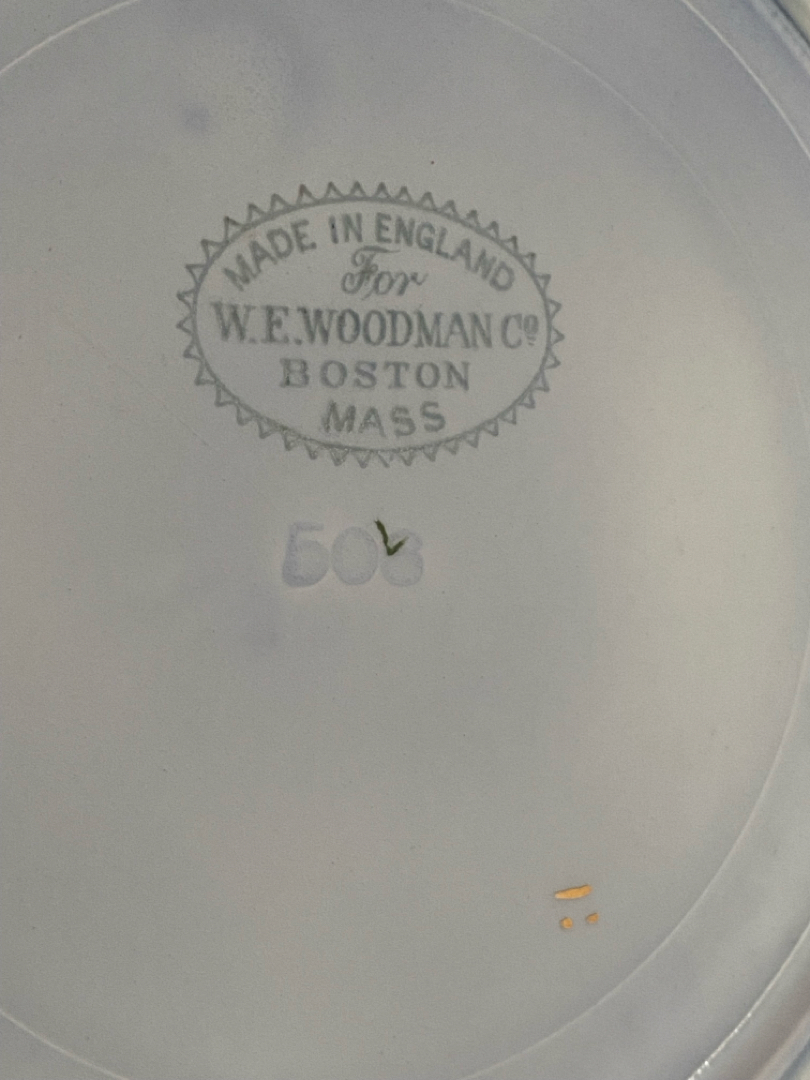 MADE IN ENGLAND
For
W.E.WOODMAN Cº
BOSTON
MASS
503